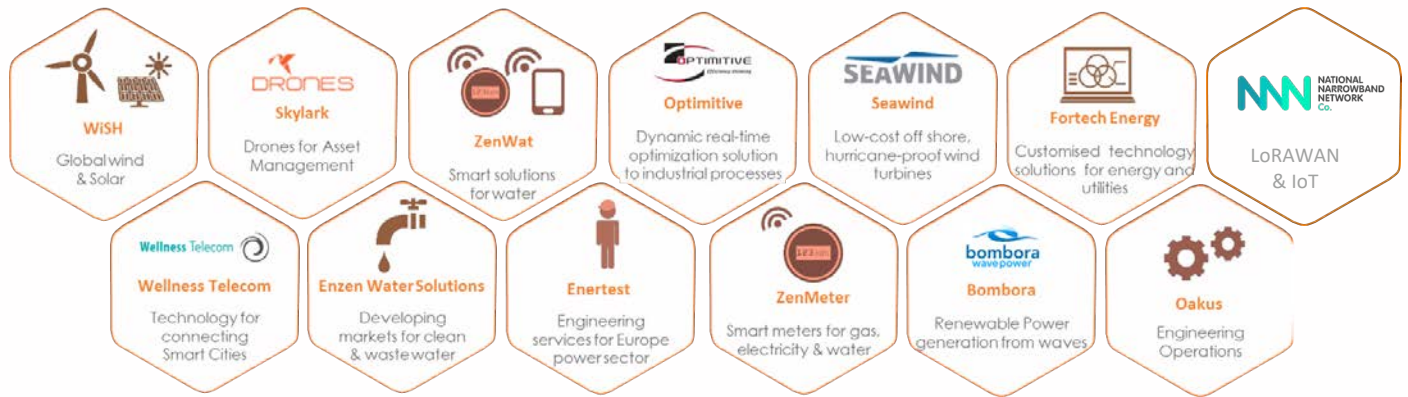 WiSH
Global wind
& Solar
DRONES
Skylark
Drones for Asset
Management
ZenWat
Smart solutions
for water
OPTIMITIVE
Efficiency thinking
Optimitive
Dynamic real-time
optimization solution
to industrial processes
SEAWIND
Seawind
Low-cost off shore,
hurricane-proof wind
turbines
Fortech Energy
Customised technology
solutions for energy and
utilities
NNN NATIONAL
NARROWBAND
NETWORK
Co.
LoRAWAN
& IoT
Wellness Telecom
Wellness Telecom
Technology for
connecting
Smart Cities
Enzen Water Solutions
Developing
markets for clean
& waste water
Enertest
Engineering
services for Europe
power sector
ZenMeter
Smart meters for gas,
electricity & water
bombora
wavepower
Bombora
Renewable Power
generation from waves
Oakus
Engineering
Operations